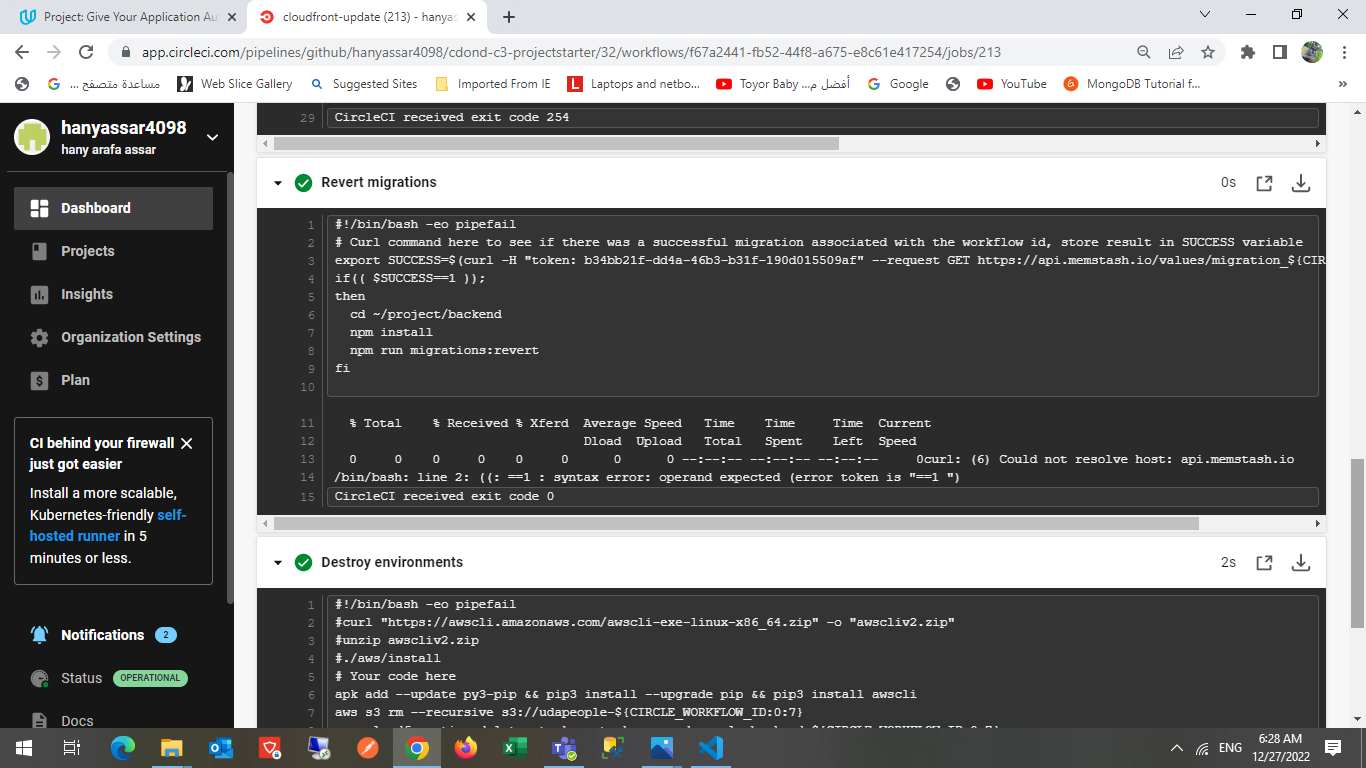 Project: Give Your Application Au
cloudfront-update (213) - hanyas
app.circleci.com/pipelines/github/hanyassar4098/cdond-c3-projectstarter/32/workflows/f67a2441-fb52-44f8-a675-e8c61e417254/jobs/213
مساعدة متصفح ...
Web Slice Gallery
Suggested Sites
Imported From IE
Laptops and netbo...
Toyor Baby ...أفضل م
Google
YouTube
MongoDB Tutorial f...
»
hanyassar4098
hany arafa assar
Dashboard
Projects
Insights
Organization Settings
Plan
CI behind your firewall
just got easier
Install a more scalable,
Kubernetes-friendly self-
hosted runner in 5
minutes or less.
Notifications 2
Status OPERATIONAL
Docs
29 CircleCI received exit code 254
Revert migrations 0s
1 #!/bin/bash -eo pipefail
2 # Curl command here to see if there was a successful migration associated with the workflow id, store result in SUCCESS variable
3 export SUCCESS=$(curl -H "token: b34bb21f-dd4a-46b3-b31f-190d015509af" --request GET https://api.memstash.io/values/migration_${CIR
4 if(( $SUCCESS==1 ));
5 then
6 cd ~/project/backend
7 npm install
8 npm run migrations:revert
9 fi
10
11 % Total % Received % Xferd Average Speed Time Time Time Current
12 Dload Upload Total Spent Left Speed
13 0 0 0 0 0 0 0 0 --:--:-- --:--:-- --:--:-- 0curl: (6) Could not resolve host: api.memstash.io
14 /bin/bash: line 2: ((: ==1 : syntax error: operand expected (error token is "==1 ")
15 CircleCI received exit code 0
Destroy environments 2s
1 #!/bin/bash -eo pipefail
2 #curl "https://awscli.amazonaws.com/awscli-exe-linux-x86_64.zip" -o "awscliv2.zip"
3 #unzip awscliv2.zip
4 #./aws/install
5 # Your code here
6 apk add --update py3-pip && pip3 install --upgrade pip && pip3 install awscli
7 aws s3 rm --recursive s3://udapeople-${CIRCLE_WORKFLOW_ID:0:7}
ENG
6:28 AM
12/27/2022